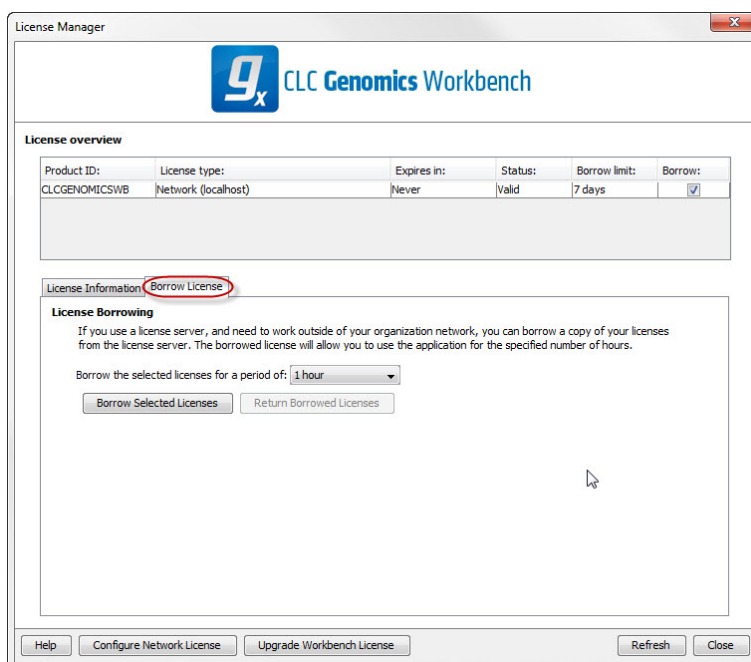 License Manager
gx CLC Genomics Workbench
License overview
Product ID: License type: Expires in: Status: Borrow limit: Borrow:
CLCGENOMICSWB Network (localhost) Never Valid 7 days
License Information Borrow License
License Borrowing
If you use a license server, and need to work outside of your organization network, you can borrow a copy of your licenses
from the license server. The borrowed license will allow you to use the application for the specified number of hours.
Borrow the selected licenses for a period of: 1 hour
Borrow Selected Licenses Return Borrowed Licenses
Help Configure Network License Upgrade Workbench License Refresh Close